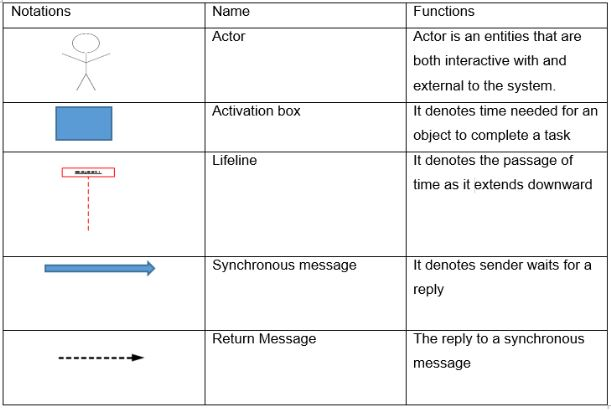 Notations Name Functions
Actor Actor is an entities that are
both interactive with and
external to the system.
Activation box It denotes time needed for an
object to complete a task
Lifeline It denotes the passage of
time as it extends downward
Synchronous message It denotes sender waits for a
reply
Return Message The reply to a synchronous
message